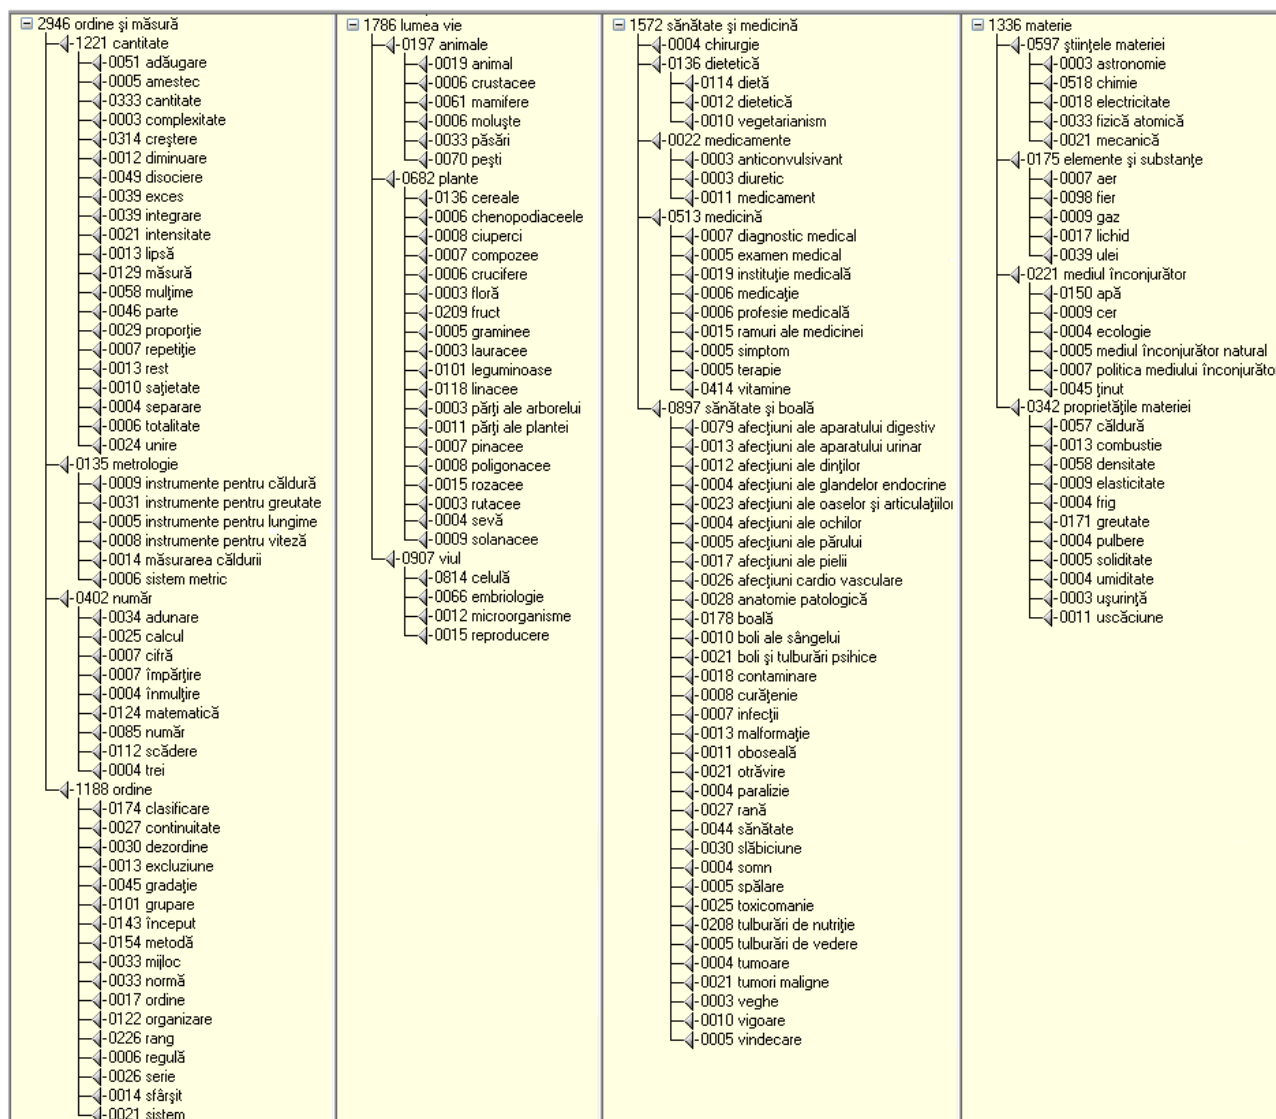 2946 ordine şi măsură
1221 cantitate
0051 adăugare
0005 amestec
0333 cantitate
0003 complexitate
0314 creştere
0012 diminuare
0049 disociere
0039 exces
0039 integrare
0021 intensitate
0013 lipsă
0129 măsură
0058 mulţime
0046 parte
0029 proporţie
0007 repetiţie
0013 rest
0010 saţietate
0004 separare
0006 totalitate
0024 unire
0135 metrologie
0009 instrumente pentru căldură
0031 instrumente pentru greutate
0005 instrumente pentru lungime
0008 instrumente pentru viteză
0014 măsurarea căldurii
0006 sistem metric
0402 număr
0034 adunare
0025 calcul
0007 cifră
0007 împărţire
0004 înmulţire
0124 matematică
0085 număr
0112 scădere
0004 trei
1188 ordine
0174 clasificare
0027 continuitate
0030 dezordine
0013 excluziune
0045 gradaţie
0101 grupare
0143 început
0154 metodă
0033 mijloc
0033 normă
0017 ordine
0122 organizare
0226 rang
0006 regulă
0026 serie
0014 sfârşit
0021 sistem
1786 lumea vie
0197 animale
0019 animal
0006 crustacee
0061 mamifere
0006 moluşte
0033 păsări
0070 peşti
0682 plante
0136 cereale
0006 chenopodiaceele
0008 ciuperci
0007 compozee
0006 crucifere
0003 floră
0209 fruct
0005 graminee
0003 lauracee
0101 leguminoase
0118 linacee
0003 părţi ale arborelui
0011 părţi ale plantei
0007 pinacee
0008 poligonacee
0015 rozacee
0003 rutacee
0004 sevă
0009 solanacee
0907 viul
0814 celulă
0066 embriologie
0012 microorganisme
0015 reproducere
1572 sănătate şi medicină
0004 chirurgie
0136 dietetică
0114 dietă
0012 dietetică
0010 vegetarianism
0022 medicamente
0003 anticonvulsivant
0003 diuretic
0011 medicament
0513 medicină
0007 diagnostic medical
0005 examen medical
0019 instituţie medicală
0006 medicaţie
0006 profesie medicală
0015 ramuri ale medicinei
0005 simptom
0005 terapie
0414 vitamine
0897 sănătate şi boală
0079 afecţiuni ale aparatului digestiv
0013 afecţiuni ale aparatului urinar
0012 afecţiuni ale dinţilor
0004 afecţiuni ale glandelor endocrine
0023 afecţiuni ale oaselor şi articulaţiilor
0004 afecţiuni ale ochilor
0005 afecţiuni ale părului
0017 afecţiuni ale pielii
0026 afecţiuni cardio vasculare
0028 anatomie patologică
0178 boală
0010 boli ale sângelui
0021 boli şi tulburări psihice
0018 contaminare
0008 curăţenie
0007 infecţii
0013 malformaţie
0011 oboseală
0021 otrăvire
0004 paralizie
0027 rană
0044 sănătate
0030 slăbiciune
0004 somn
0005 spălare
0025 toxicomanie
0208 tulburări de nutriţie
0005 tulburări de vedere
0004 tumoare
0021 tumori maligne
0003 veghe
0010 vigoare
0005 vindecare
1336 materie
0597 ştiinţele materiei
0003 astronomie
0518 chimie
0018 electricitate
0033 fizică atomică
0021 mecanică
0175 elemente şi substanţe
0007 aer
0098 fier
0009 gaz
0017 lichid
0039 ulei
0221 mediul înconjurător
0150 apă
0009 cer
0004 ecologie
0005 mediul înconjurător natural
0007 politica mediului înconjurăto
0045 ţinut
0342 proprietăţile materiei
0057 căldură
0013 combustie
0058 densitate
0009 elasticitate
0004 frig
0171 greutate
0004 pulbere
0005 soliditate
0004 umiditate
0003 uşurinţă
0011 uscăciune